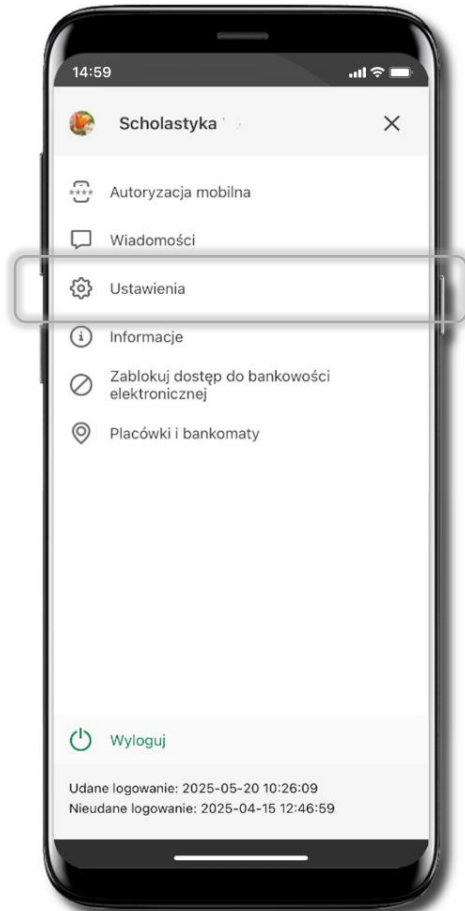 14:59
Scholastyka
Autoryzacja mobilna
Wiadomości
Ustawienia
Informacje
Zablokuj dostęp do bankowości
elektronicznej
Placówki i bankomaty
Wyloguj
Udane logowanie: 2025-05-20 10:26:09
Nieudane logowanie: 2025-04-15 12:46:59